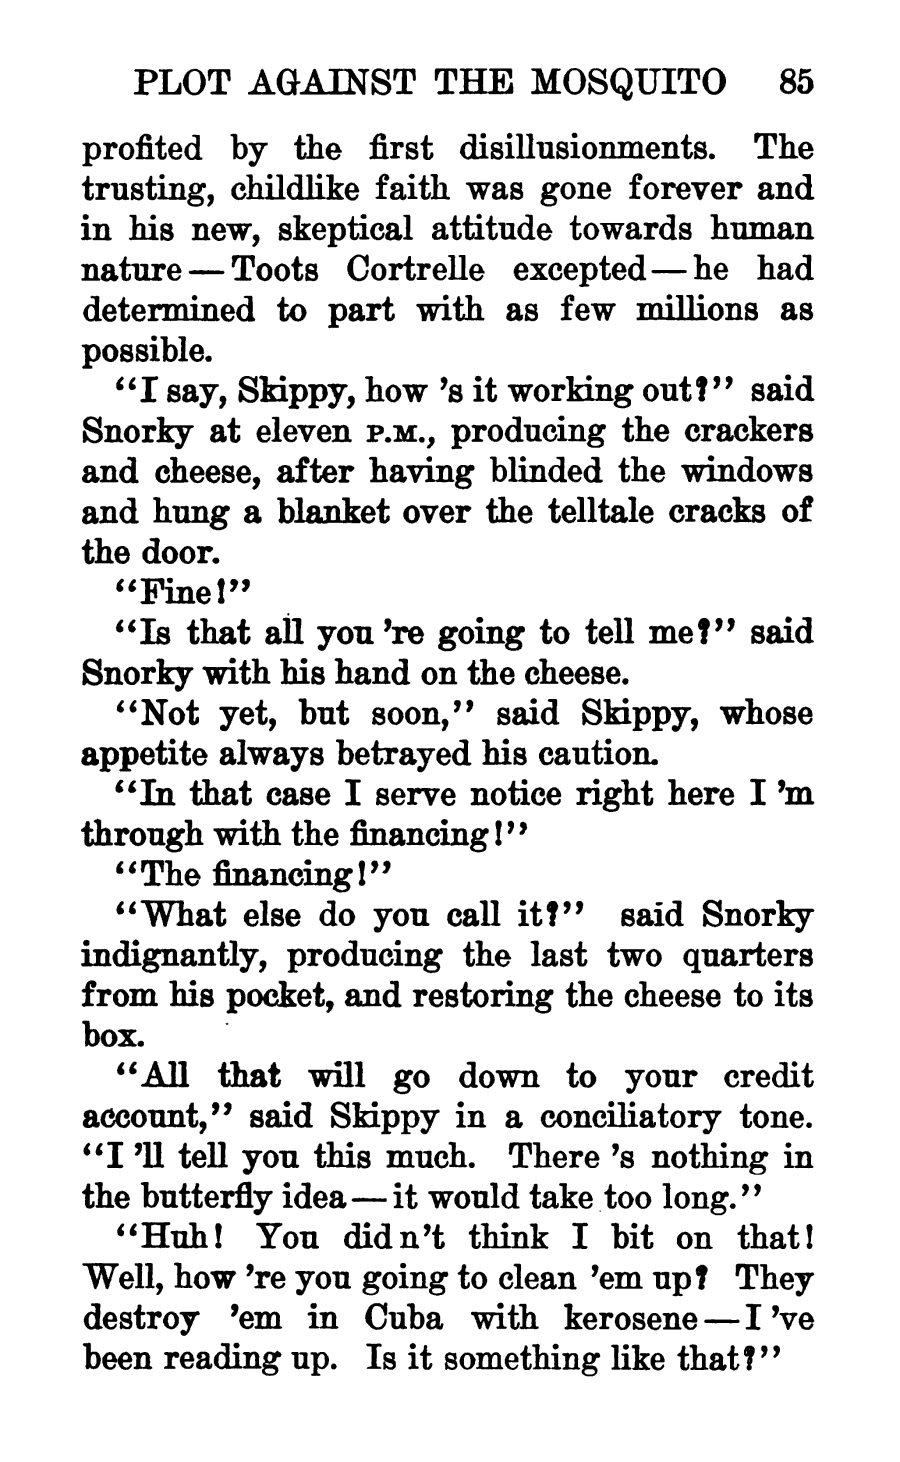 PLOT AGAINST THE MOSQUITO 85
profited by the first disillusionments. The
trusting, childlike faith was gone forever and
in his new, skeptical attitude towards human
nature — Toots Cortrelle excepted — he had
determined to part with as few millions as
possible.
“I say, Skippy, how ’s it working out?” said
Snorky at eleven P.M., producing the crackers
and cheese, after having blinded the windows
and hung a blanket over the telltale cracks of
the door.
“Fine!”
“Is that all you ’re going to tell me?” said
Snorky with his hand on the cheese.
“Not yet, but soon,” said Skippy, whose
appetite always betrayed his caution.
“In that case I serve notice right here I ’m
through with the financing!”
“The financing!”
“What else do you call it?” said Snorky
indignantly, producing the last two quarters
from his pocket, and restoring the cheese to its
box.
“All that will go down to your credit
account,” said Skippy in a conciliatory tone.
“I ’ll tell you this much. There ’s nothing in
the butterfly idea — it would take too long.”
“Huh! You did n’t think I bit on that!
Well, how ’re you going to clean ’em up? They
destroy ’em in Cuba with kerosene — I ’ve
been reading up. Is it something like that?”